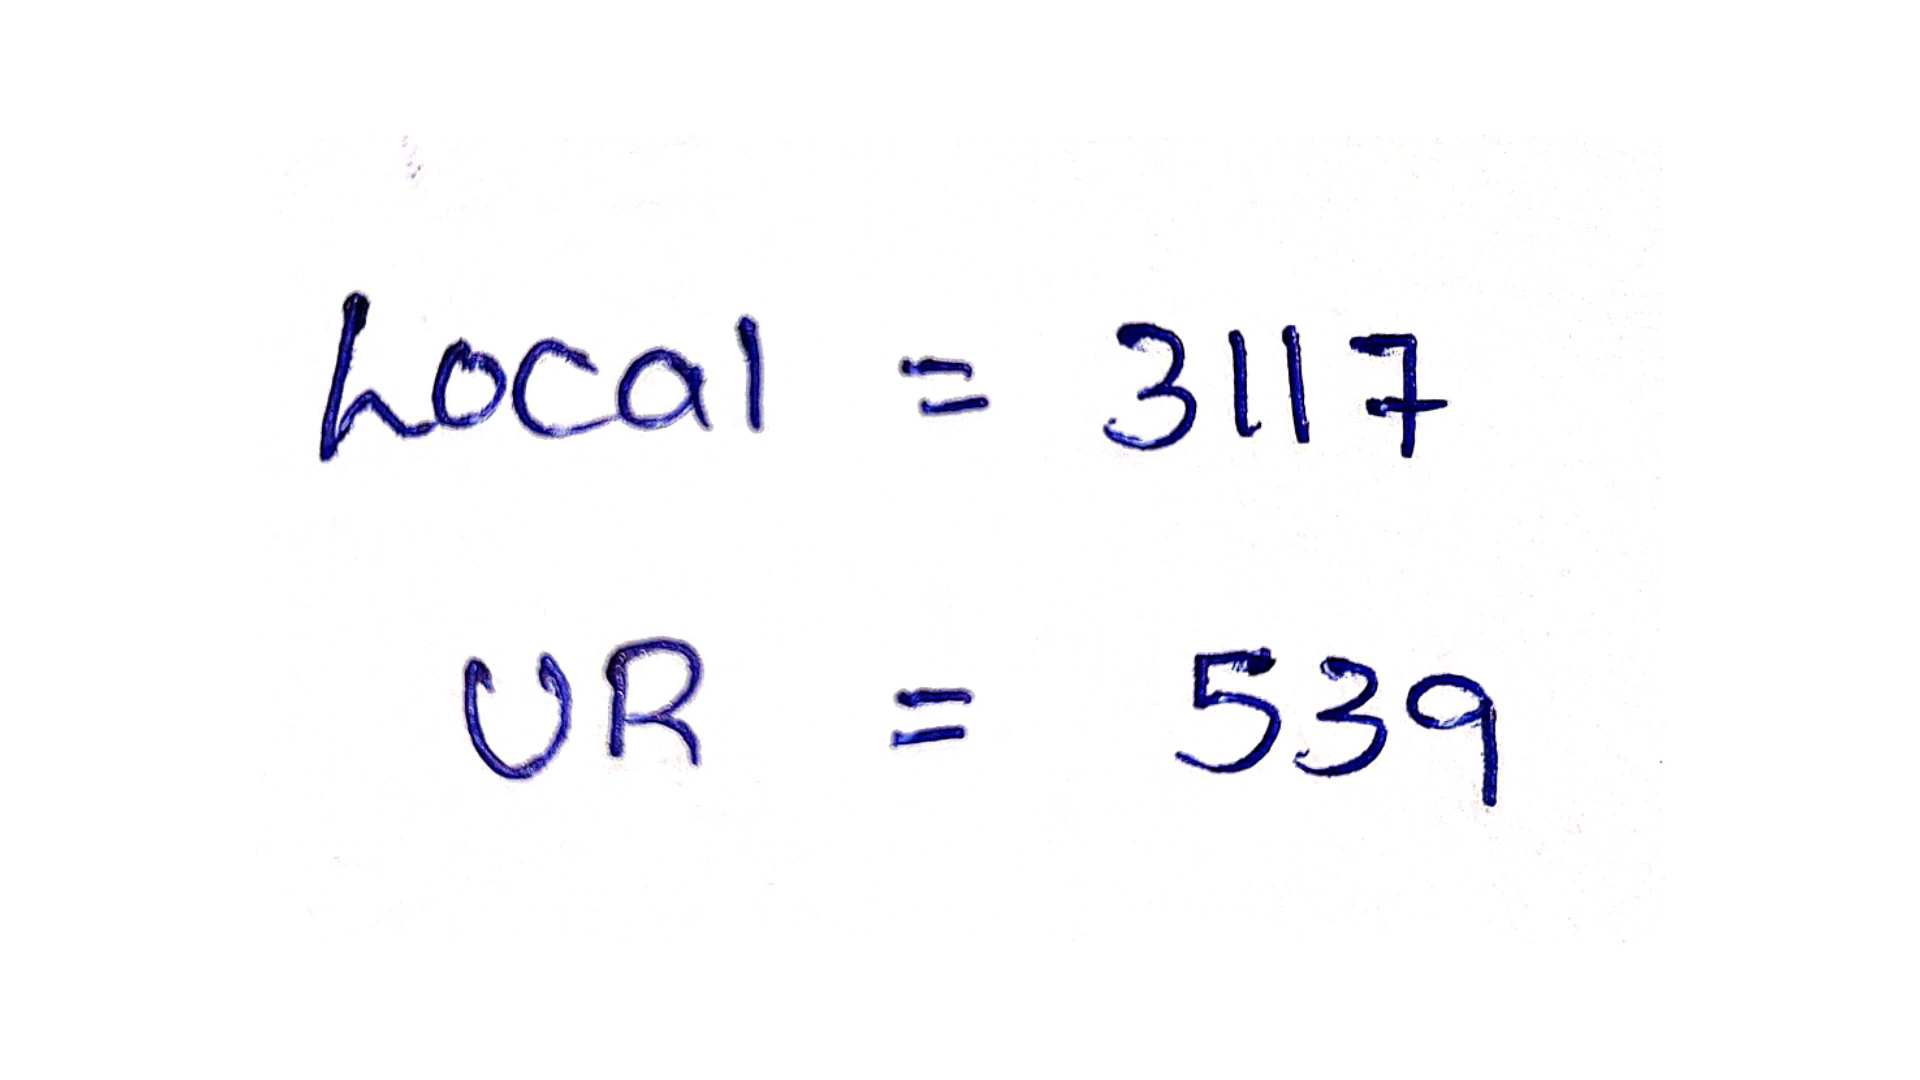 Local = 3117
UR = 539